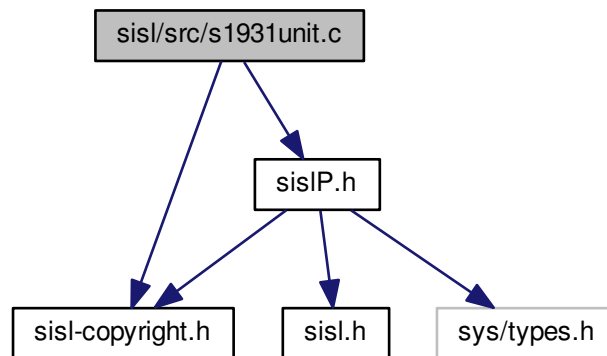 sisl/src/s1931unit.c
sislP.h
sisl-copyright.h
sisl.h
sys/types.h